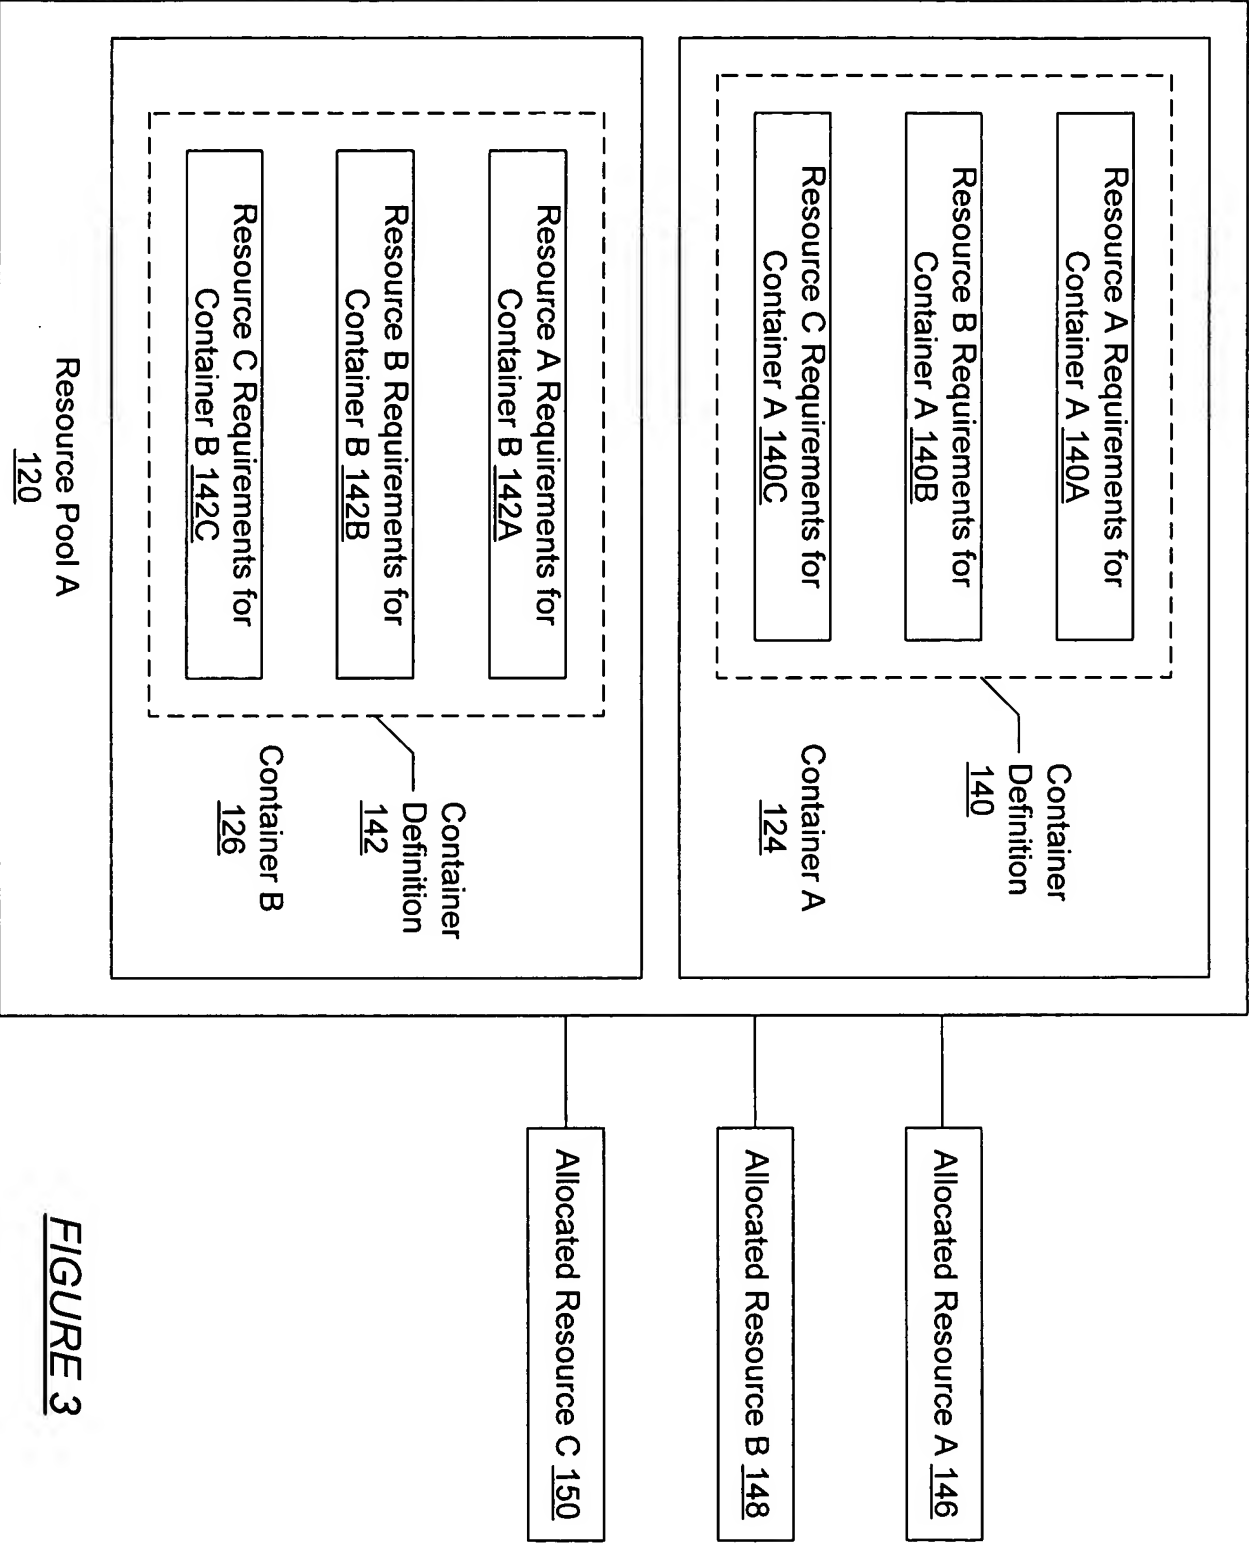 Resource A Requirements for
Container A 140A
Resource B Requirements for
Container A 140B
Resource C Requirements for
Container A 140C
Container
Definition
140
Container A
124
Resource A Requirements for
Container B 142A
Resource B Requirements for
Container B 142B
Resource C Requirements for
Container B 142C
Container
Definition
142
Container B
126
Resource Pool A
120
Allocated Resource A 146
Allocated Resource B 148
Allocated Resource C 150
FIGURE 3